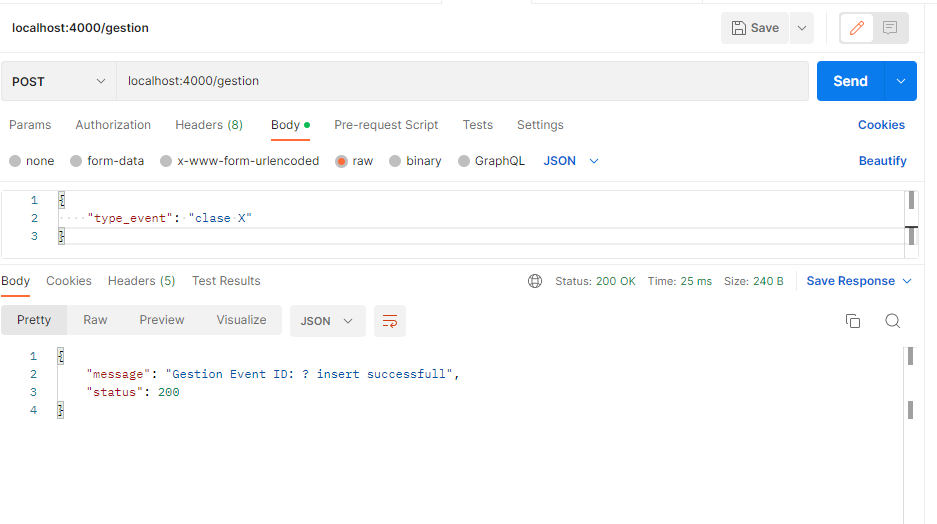 localhost:4000/gestion
Save
POST
localhost:4000/gestion
Send
Params Authorization Headers (8) Body Pre-request Script Tests Settings Cookies
none form-data x-www-form-urlencoded raw binary GraphQL JSON Beautify
1 {
2 ····"type_event":·"clase·X"
3 }
Body Cookies Headers (5) Test Results Status: 200 OK Time: 25 ms Size: 240 B Save Response
Pretty Raw Preview Visualize JSON
1 {
2 "message": "Gestion Event ID: ? insert successfull",
3 "status": 200
4 }